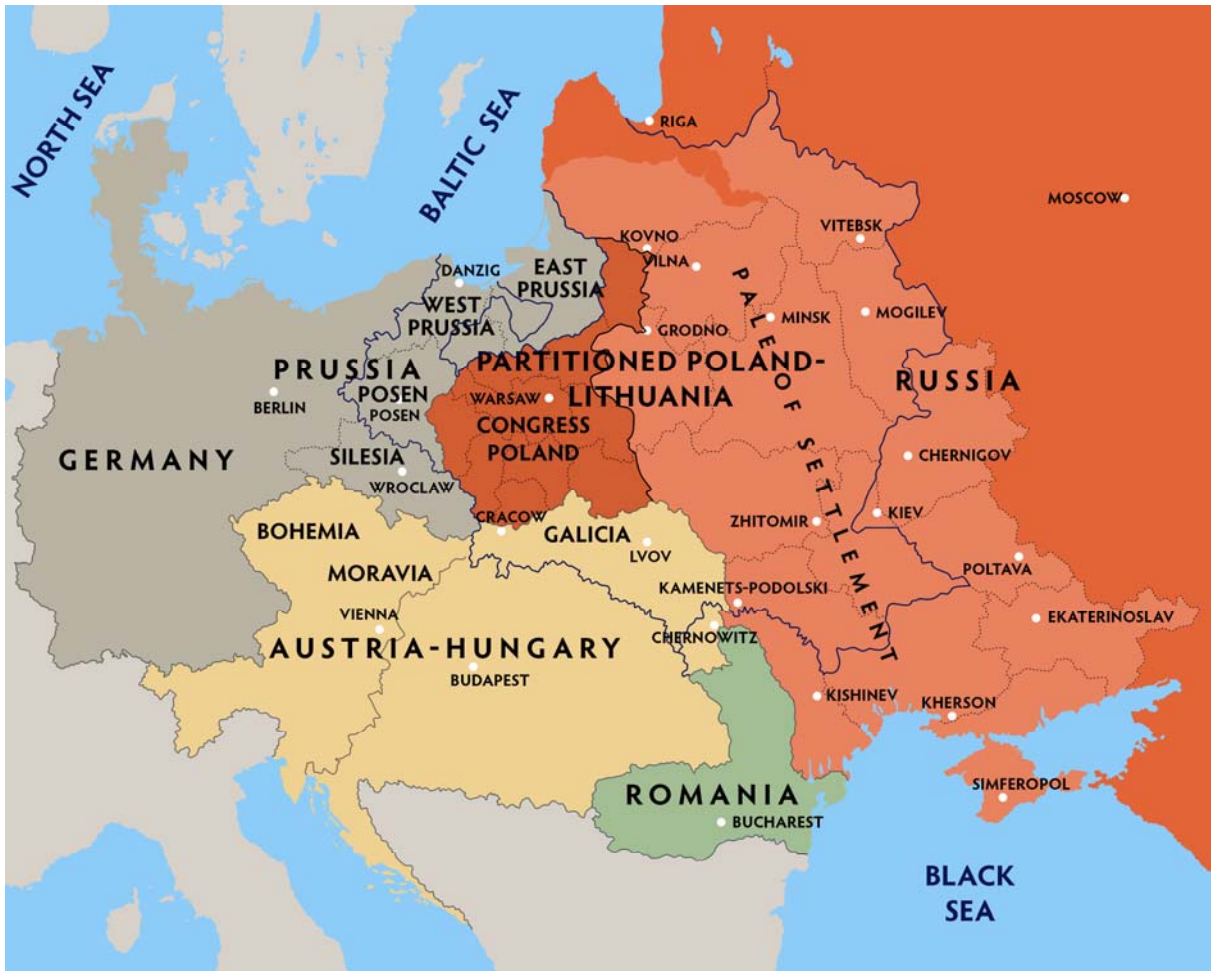 NORTH SEA
BALTIC SEA
RIGA
MOSCOW
KOVNO
VITEBSK
VILNA
DANZIG
EAST
PRUSSIA
WEST
PRUSSIA
MINSK
MOGILEV
GRODNO
PALE OF SETTLEMENT
PARTITIONED POLAND-
LITHUANIA
PRUSSIA
RUSSIA
POSEN
POSEN
WARSAW
BERLIN
CONGRESS
POLAND
GERMANY
SILESIA
CHERNIGOV
WROCLAW
CRACOW
KIEV
ZHITOMIR
BOHEMIA
GALICIA
LVOV
POLTAVA
MORAVIA
KAMENETS-PODOLSKI
VIENNA
EKATERINOSLAV
CHERNOWITZ
AUSTRIA-HUNGARY
BUDAPEST
KISHINEV
KHERSON
SIMFEROPOL
ROMANIA
BUCHAREST
BLACK
SEA